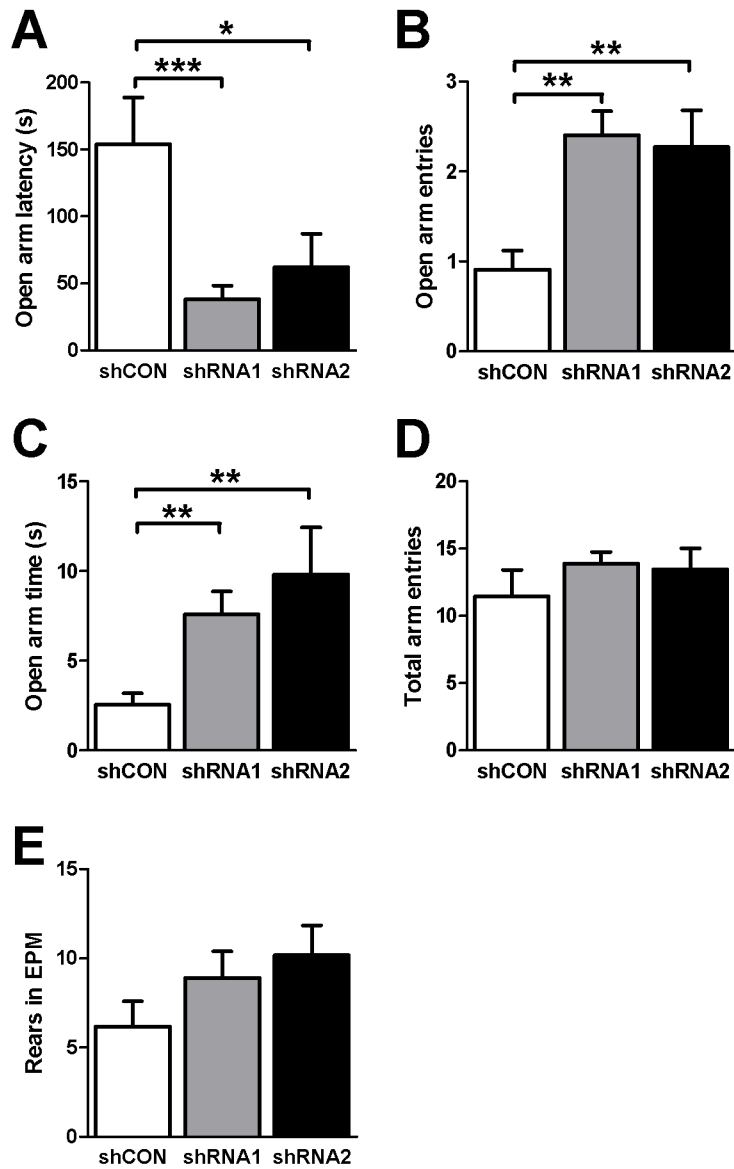 A
*
***
Open arm latency (s)
200
150
100
50
0
shCON shRNA1 shRNA2
B
**
**
Open arm entries
3
2
1
0
shCON shRNA1 shRNA2
C
**
**
Open arm time (s)
15
10
5
0
shCON shRNA1 shRNA2
D
Total arm entries
20
15
10
5
0
shCON shRNA1 shRNA2
E
Rears in EPM
15
10
5
0
shCON shRNA1 shRNA2